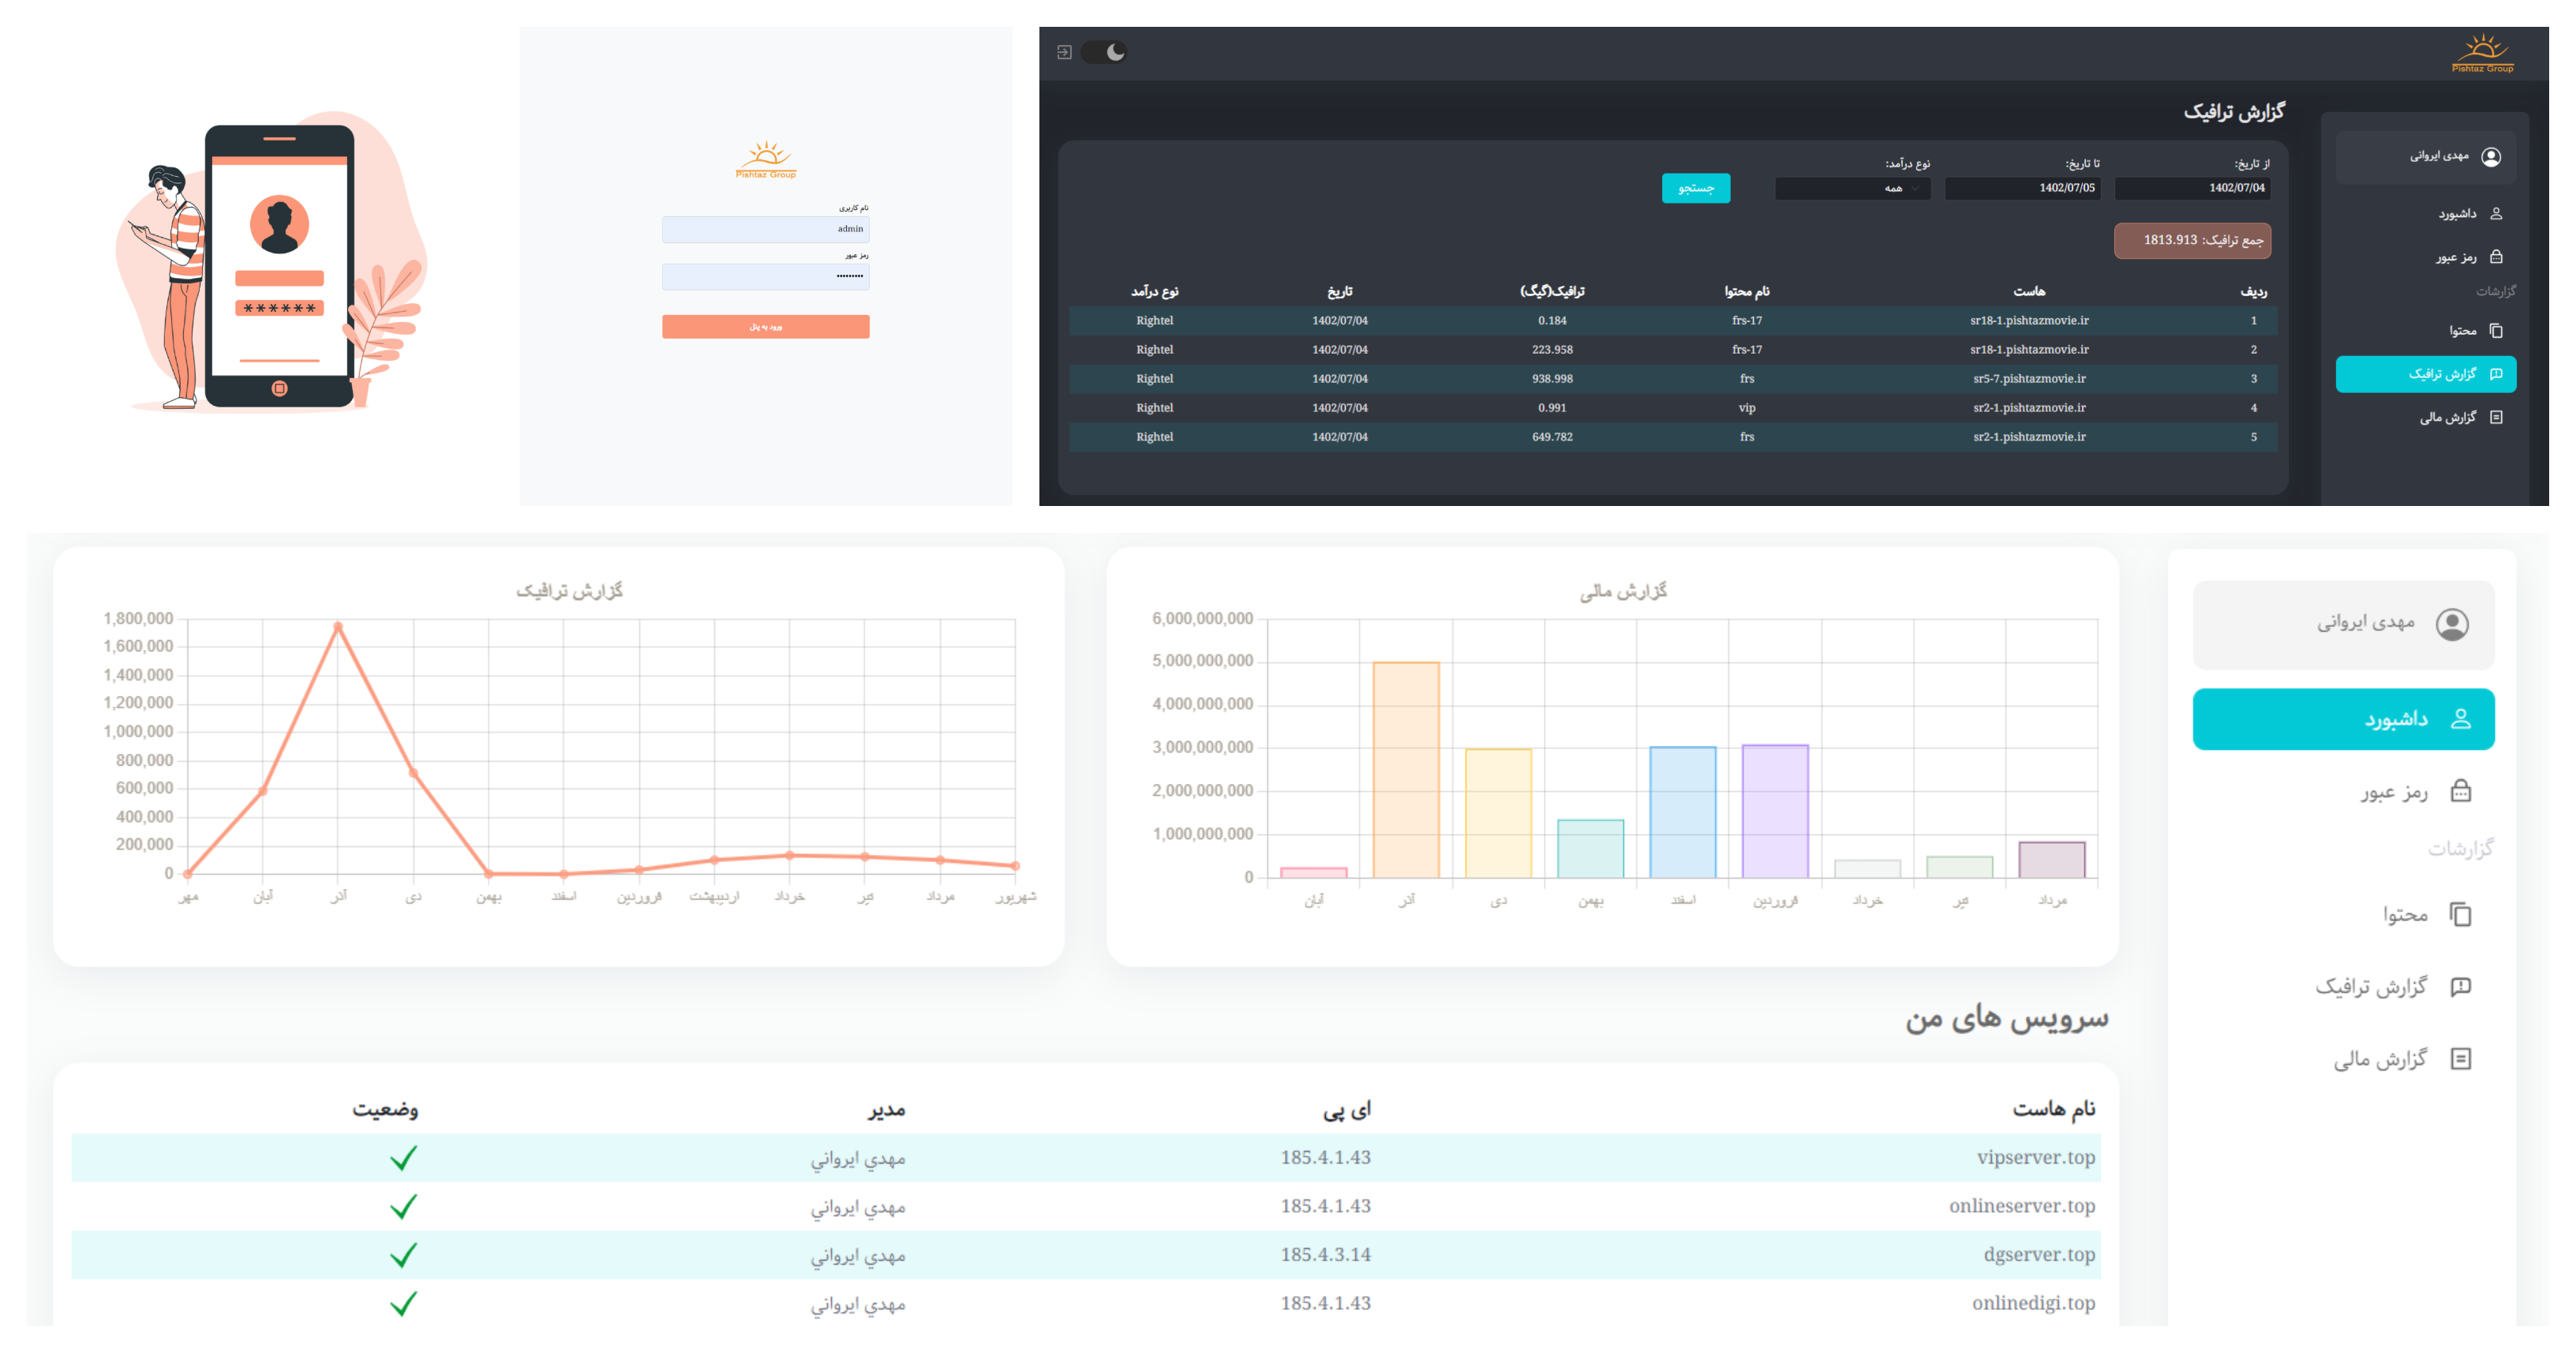 Pishtaz Group
نام کاربری
admin
رمز عبور
•••••••••
ورود به پنل
******
Pishtaz Group
مهدی ایروانی
داشبورد
رمز عبور
گزارشات
محتوا
گزارش ترافیک
گزارش مالی
گزارش ترافیک
از تاریخ: تا تاریخ: نوع درآمد:
1402/07/04 1402/07/05 همه جستجو
جمع ترافیک: 1813.913
ردیف هاست نام محتوا ترافیک(گیگ) تاریخ نوع درآمد
1 sr18-1.pishtazmovie.ir frs-17 0.184 1402/07/04 Rightel
2 sr18-1.pishtazmovie.ir frs-17 223.958 1402/07/04 Rightel
3 sr5-7.pishtazmovie.ir frs 938.998 1402/07/04 Rightel
4 sr2-1.pishtazmovie.ir vip 0.991 1402/07/04 Rightel
5 sr2-1.pishtazmovie.ir frs 649.782 1402/07/04 Rightel
مهدی ایروانی
داشبورد
رمز عبور
گزارشات
محتوا
گزارش ترافیک
گزارش مالی
گزارش مالی
6,000,000,000
5,000,000,000
4,000,000,000
3,000,000,000
2,000,000,000
1,000,000,000
0
آبان آذر دی بهمن اسفند فروردین خرداد تیر مرداد
گزارش ترافیک
1,800,000
1,600,000
1,400,000
1,200,000
1,000,000
800,000
600,000
400,000
200,000
0
مهر آبان آذر دی بهمن اسفند فروردین اردیبهشت خرداد تیر مرداد شهریور
سرویس های من
نام هاست ای پی مدیر وضعیت
vipserver.top 185.4.1.43 مهدي ايرواني
onlineserver.top 185.4.1.43 مهدي ايرواني
dgserver.top 185.4.3.14 مهدي ايرواني
onlinedigi.top 185.4.1.43 مهدي ايرواني